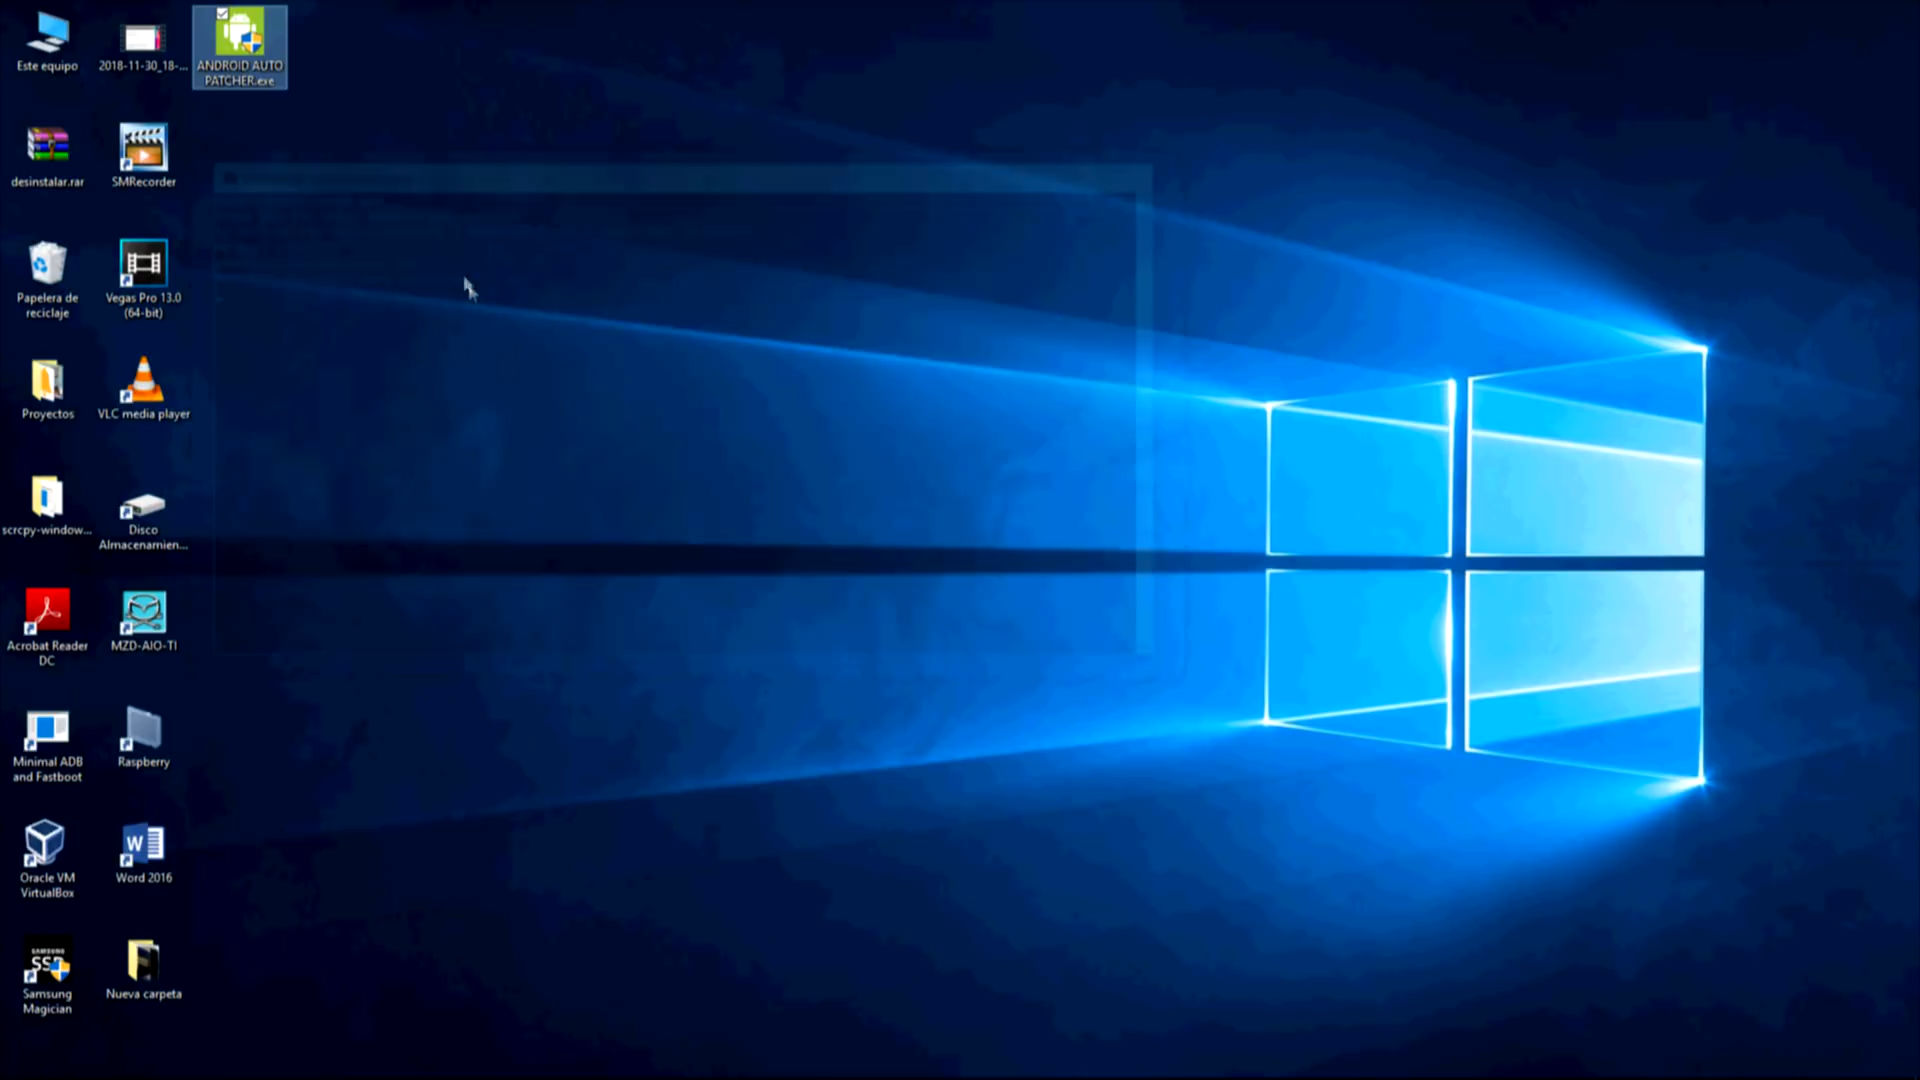 Este equipo
2018-11-30_18-...
ANDROID AUTO
PATCHER.exe
desinstalar.rar
SMRecorder
Papelera de
reciclaje
Vegas Pro 13.0
(64-bit)
Proyectos
VLC media player
scrcpy-window...
Disco
Almacenamien...
Acrobat Reader
DC
MZD-AIO-TI
Minimal ADB
and Fastboot
Raspberry
Oracle VM
VirtualBox
W
Word 2016
SAMSUNG
SSD
Samsung
Magician
Nueva carpeta